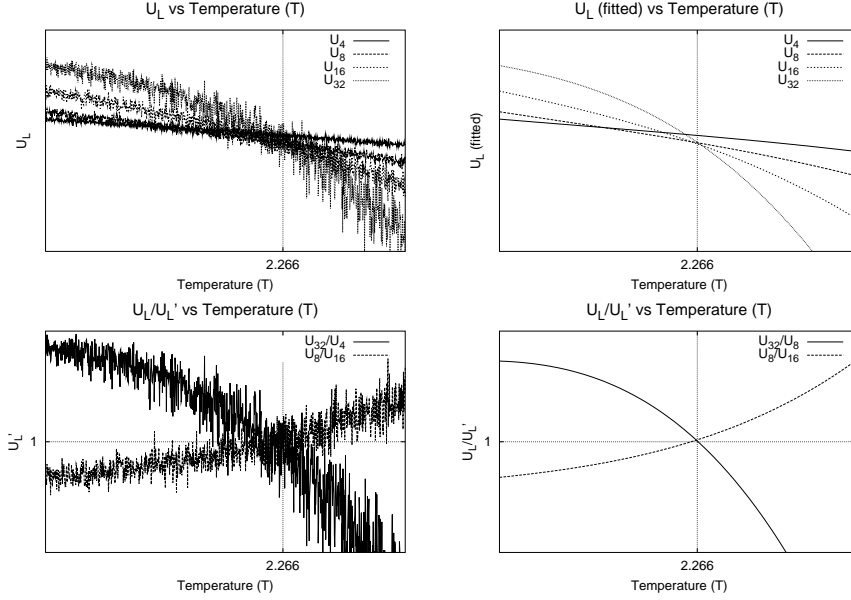 U_L vs Temperature (T)
U_L
U_4
U_8
U_16
U_32
2.266
Temperature (T)
U_L (fitted) vs Temperature (T)
U_L (fitted)
U_4
U_8
U_16
U_32
2.266
Temperature (T)
U_L/U_L' vs Temperature (T)
U_L'
1
U_32/U_4
U_8/U_16
2.266
Temperature (T)
U_L/U_L' vs Temperature (T)
U_L/U_L'
1
U_32/U_8
U_8/U_16
2.266
Temperature (T)